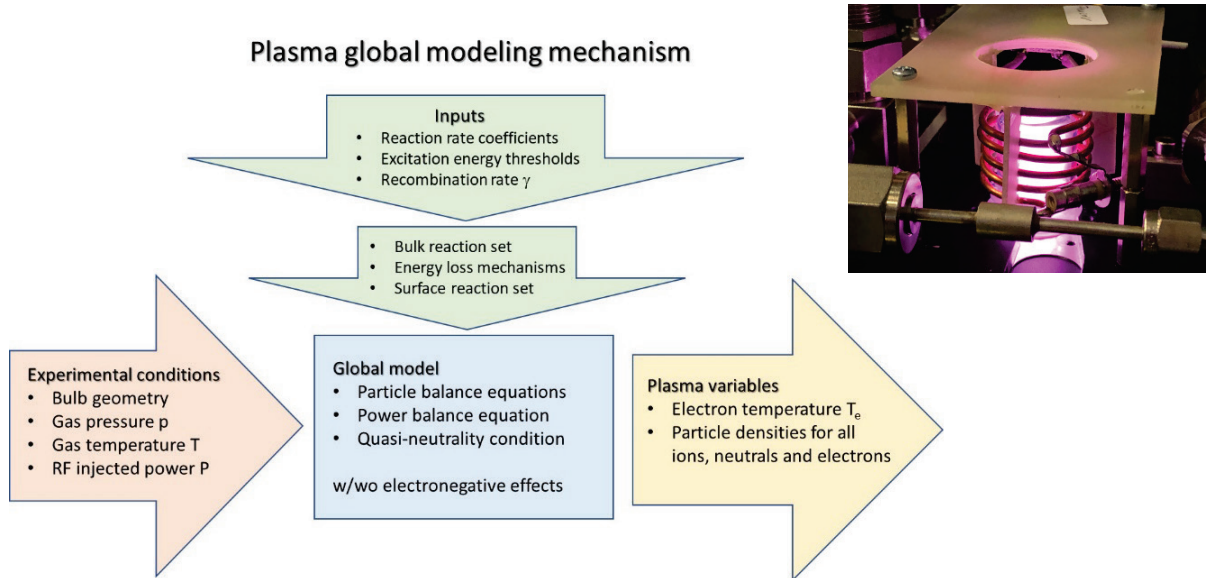 Plasma global modeling mechanism
Inputs
• Reaction rate coefficients
• Excitation energy thresholds
• Recombination rate γ
• Bulk reaction set
• Energy loss mechanisms
• Surface reaction set
Experimental conditions
• Bulb geometry
• Gas pressure p
• Gas temperature T
• RF injected power P
Global model
• Particle balance equations
• Power balance equation
• Quasi-neutrality condition
w/wo electronegative effects
Plasma variables
• Electron temperature Te
• Particle densities for all
ions, neutrals and electrons